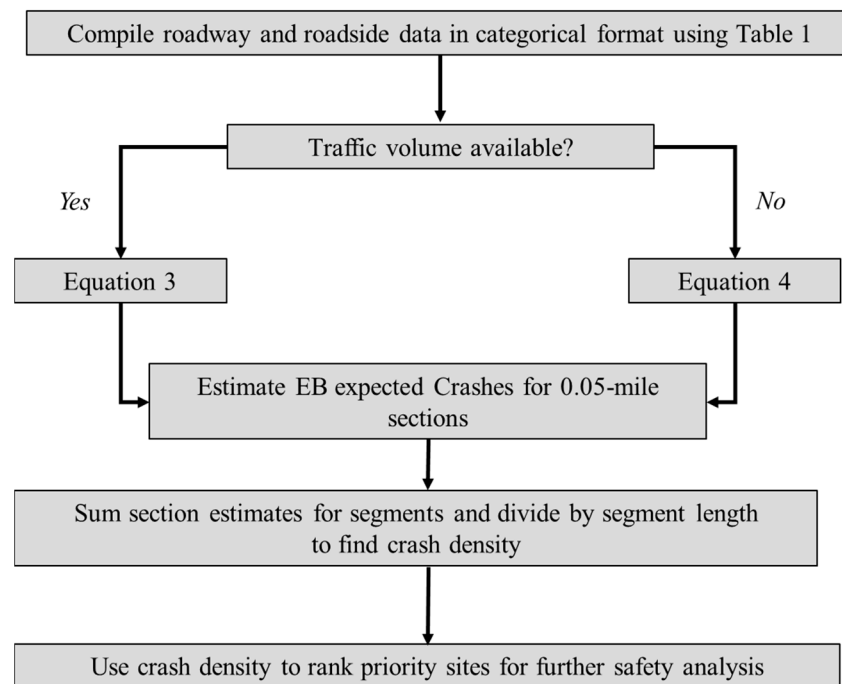 Compile roadway and roadside data in categorical format using Table 1
Traffic volume available?
Yes
No
Equation 3
Equation 4
Estimate EB expected Crashes for 0.05-mile
sections
Sum section estimates for segments and divide by segment length
to find crash density
Use crash density to rank priority sites for further safety analysis